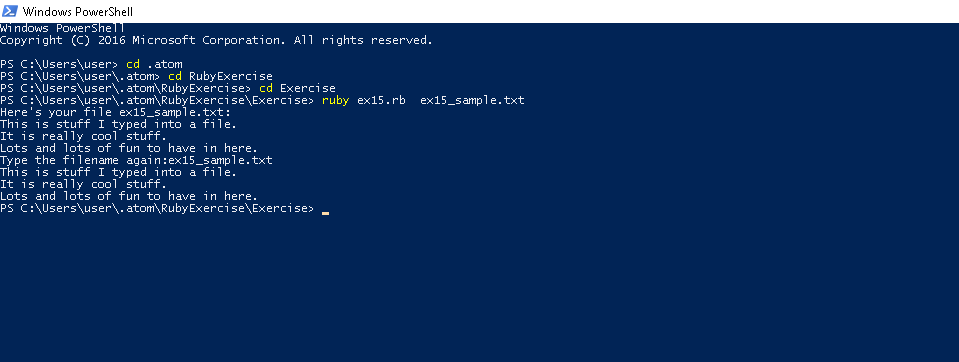 Windows PowerShell
Windows PowerShell
Copyright (C) 2016 Microsoft Corporation. All rights reserved.
PS C:\Users\user> cd .atom
PS C:\Users\user\.atom> cd RubyExercise
PS C:\Users\user\.atom\RubyExercise> cd Exercise
PS C:\Users\user\.atom\RubyExercise\Exercise> ruby ex15.rb  ex15_sample.txt
Here's your file ex15_sample.txt:
This is stuff I typed into a file.
It is really cool stuff.
Lots and lots of fun to have in here.
Type the filename again:ex15_sample.txt
This is stuff I typed into a file.
It is really cool stuff.
Lots and lots of fun to have in here.
PS C:\Users\user\.atom\RubyExercise\Exercise>